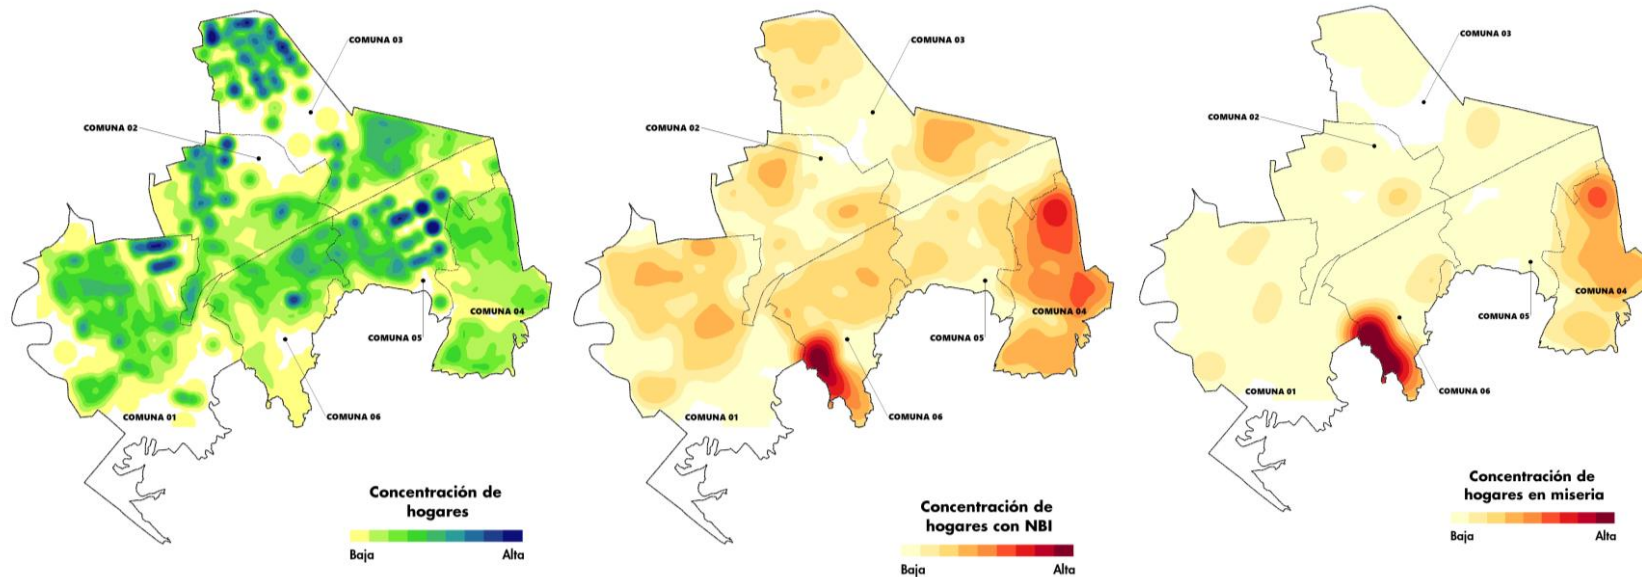 COMUNA 03
COMUNA 02
COMUNA 04
COMUNA 05
COMUNA 01
COMUNA 06
Concentración de
hogares
Baja
Alta
COMUNA 03
COMUNA 02
COMUNA 04
COMUNA 05
COMUNA 01
COMUNA 06
Concentración de
hogares con NBI
Baja
Alta
COMUNA 03
COMUNA 02
COMUNA 04
COMUNA 05
COMUNA 06
COMUNA 01
Concentración de
hogares en miseria
Baja
Alta